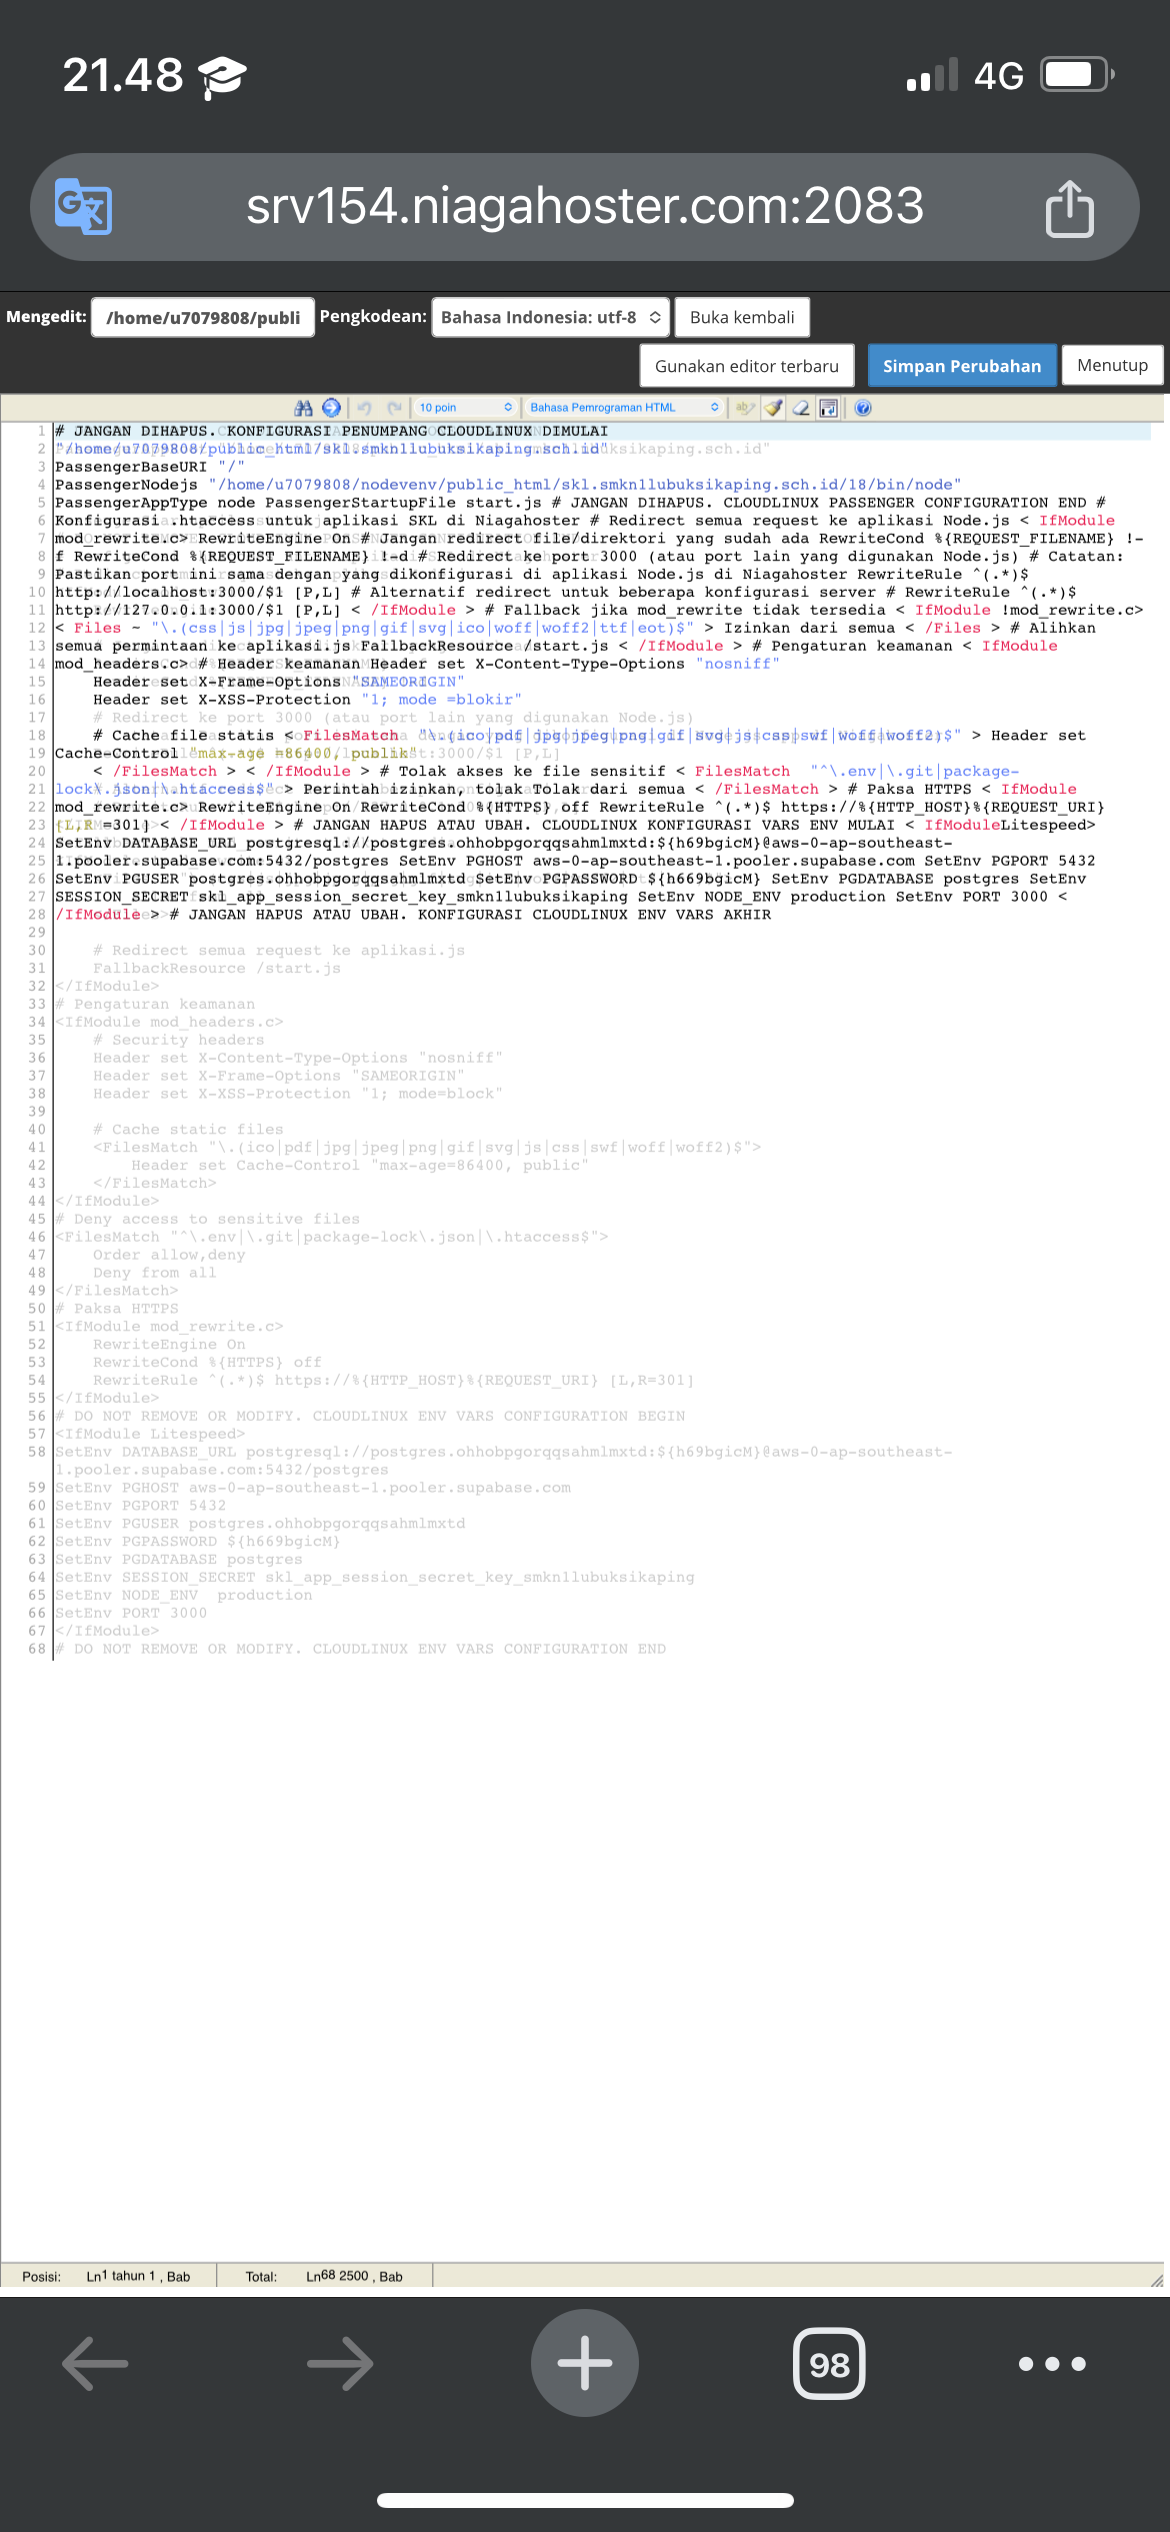 21.48
4G
srv154.niagahoster.com:2083
Mengedit: /home/u7079808/publi Pengkodean: Bahasa Indonesia: utf-8 Buka kembali
Gunakan editor terbaru Simpan Perubahan Menutup
10 poin Bahasa Pemrograman HTML
1 # JANGAN DIHAPUS. KONFIGURASI PENUMPANG CLOUDLINUX DIMULAI
2 "/home/u7079808/public_html/skl.smkn1lubuksikaping.sch.id"
3 PassengerBaseURI "/"
4 PassengerNodejs "/home/u7079808/nodevenv/public_html/skl.smkn1lubuksikaping.sch.id/18/bin/node"
5 PassengerAppType node PassengerStartupFile start.js # JANGAN DIHAPUS. CLOUDLINUX PASSENGER CONFIGURATION END #
6 Konfigurasi .htaccess untuk aplikasi SKL di Niagahoster # Redirect semua request ke aplikasi Node.js < IfModule
7 mod_rewrite.c> RewriteEngine On # Jangan redirect file/direktori yang sudah ada RewriteCond %{REQUEST_FILENAME} !-
8 f RewriteCond %{REQUEST_FILENAME} !-d # Redirect ke port 3000 (atau port lain yang digunakan Node.js) # Catatan:
9 Pastikan port ini sama dengan yang dikonfigurasi di aplikasi Node.js di Niagahoster RewriteRule ^(.*)$
10 http://localhost:3000/$1 [P,L] # Alternatif redirect untuk beberapa konfigurasi server # RewriteRule ^(.*)$
11 http://127.0.0.1:3000/$1 [P,L] < /IfModule > # Fallback jika mod_rewrite tidak tersedia < IfModule !mod_rewrite.c>
12 < Files ~ "\.(css|js|jpg|jpeg|png|gif|svg|ico|woff|woff2|ttf|eot)$" > Izinkan dari semua < /Files > # Alihkan
13 semua permintaan ke aplikasi.js FallbackResource /start.js < /IfModule > # Pengaturan keamanan < IfModule
14 mod_headers.c> # Header keamanan Header set X-Content-Type-Options "nosniff"
15 Header set X-Frame-Options "SAMEORIGIN"
16 Header set X-XSS-Protection "1; mode =blokir"
17 # Redirect ke port 3000 (atau port lain yang digunakan Node.js)
18 # Cache file statis < FilesMatch "\.(ico|pdf|jpg|jpeg|png|gif|svg|js|css|swf|woff|woff2)$" > Header set
19 Cache-Control "max-age =86400, publik"
20 < /FilesMatch > < /IfModule > # Tolak akses ke file sensitif < FilesMatch "^\.env|\.git|package-
21 lock\.json|\.htaccess$" > Perintah izinkan, tolak Tolak dari semua < /FilesMatch > # Paksa HTTPS < IfModule
22 mod_rewrite.c> RewriteEngine On RewriteCond %{HTTPS} off RewriteRule ^(.*)$ https://%{HTTP_HOST}%{REQUEST_URI}
23 [L,R =301] < /IfModule > # JANGAN HAPUS ATAU UBAH. CLOUDLINUX KONFIGURASI VARS ENV MULAI < IfModuleLitespeed>
24 SetEnv DATABASE_URL postgresql://postgres.ohhobpgorqqsahmlmxtd:${h69bgicM}@aws-0-ap-southeast-
25 1.pooler.supabase.com:5432/postgres SetEnv PGHOST aws-0-ap-southeast-1.pooler.supabase.com SetEnv PGPORT 5432
26 SetEnv PGUSER postgres.ohhobpgorqqsahmlmxtd SetEnv PGPASSWORD ${h669bgicM} SetEnv PGDATABASE postgres SetEnv
27 SESSION_SECRET skl_app_session_secret_key_smkn1lubuksikaping SetEnv NODE_ENV production SetEnv PORT 3000 <
28 /IfModule > # JANGAN HAPUS ATAU UBAH. KONFIGURASI CLOUDLINUX ENV VARS AKHIR
29
30 # Redirect semua request ke aplikasi.js
31 FallbackResource /start.js
32 </IfModule>
33 # Pengaturan keamanan
34 <IfModule mod_headers.c>
35 # Security headers
36 Header set X-Content-Type-Options "nosniff"
37 Header set X-Frame-Options "SAMEORIGIN"
38 Header set X-XSS-Protection "1; mode=block"
39
40 # Cache static files
41 <FilesMatch "\.(ico|pdf|jpg|jpeg|png|gif|svg|js|css|swf|woff|woff2)$">
42 Header set Cache-Control "max-age=86400, public"
43 </FilesMatch>
44 </IfModule>
45 # Deny access to sensitive files
46 <FilesMatch "^\.env|\.git|package-lock\.json|\.htaccess$">
47 Order allow,deny
48 Deny from all
49 </FilesMatch>
50 # Paksa HTTPS
51 <IfModule mod_rewrite.c>
52 RewriteEngine On
53 RewriteCond %{HTTPS} off
54 RewriteRule ^(.*)$ https://%{HTTP_HOST}%{REQUEST_URI} [L,R=301]
55 </IfModule>
56 # DO NOT REMOVE OR MODIFY. CLOUDLINUX ENV VARS CONFIGURATION BEGIN
57 <IfModule Litespeed>
58 SetEnv DATABASE_URL postgresql://postgres.ohhobpgorqqsahmlmxtd:${h69bgicM}@aws-0-ap-southeast-
1.pooler.supabase.com:5432/postgres
59 SetEnv PGHOST aws-0-ap-southeast-1.pooler.supabase.com
60 SetEnv PGPORT 5432
61 SetEnv PGUSER postgres.ohhobpgorqqsahmlmxtd
62 SetEnv PGPASSWORD ${h669bgicM}
63 SetEnv PGDATABASE postgres
64 SetEnv SESSION_SECRET skl_app_session_secret_key_smkn1lubuksikaping
65 SetEnv NODE_ENV production
66 SetEnv PORT 3000
67 </IfModule>
68 # DO NOT REMOVE OR MODIFY. CLOUDLINUX ENV VARS CONFIGURATION END
Posisi: Ln1 tahun 1 , Bab Total: Ln68 2500 , Bab
98